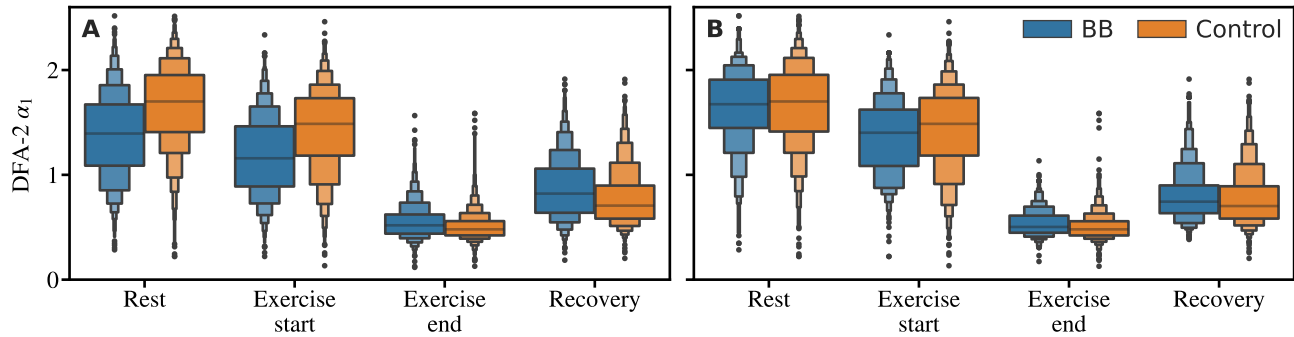 A
B
BB
Control
DFA-2 α1
2
1
0
Rest
Exercise
start
Exercise
end
Recovery
Rest
Exercise
start
Exercise
end
Recovery